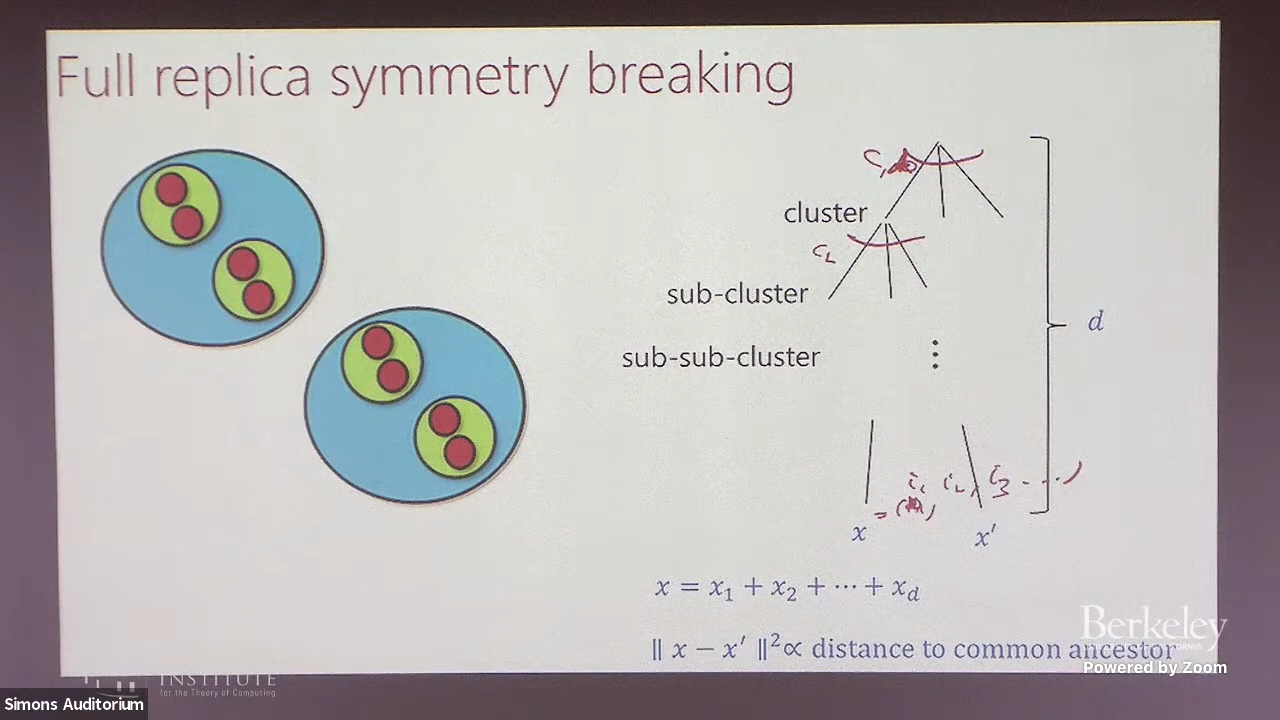 Full replica symmetry breaking
cluster
sub-cluster
sub-sub-cluster
d
x
x'
x = x₁ + x₂ + ⋯ + x_d
‖ x − x' ‖² ∝ distance to common ancestor
Berkeley
Powered by Zoom
INSTITUTE
for the Theory of Computing
Simons Auditorium